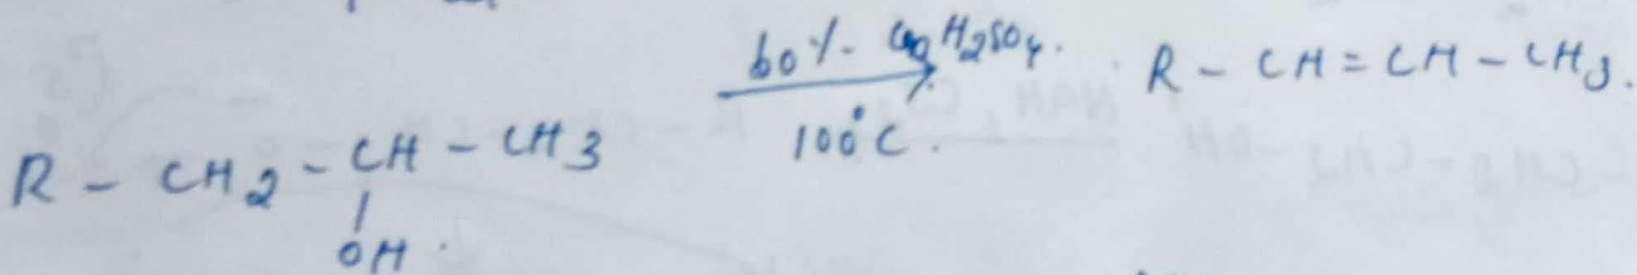 60 %. H2SO4. R - CH = CH - CH3.
100°C.
R - CH2 - CH - CH3
|
OH.